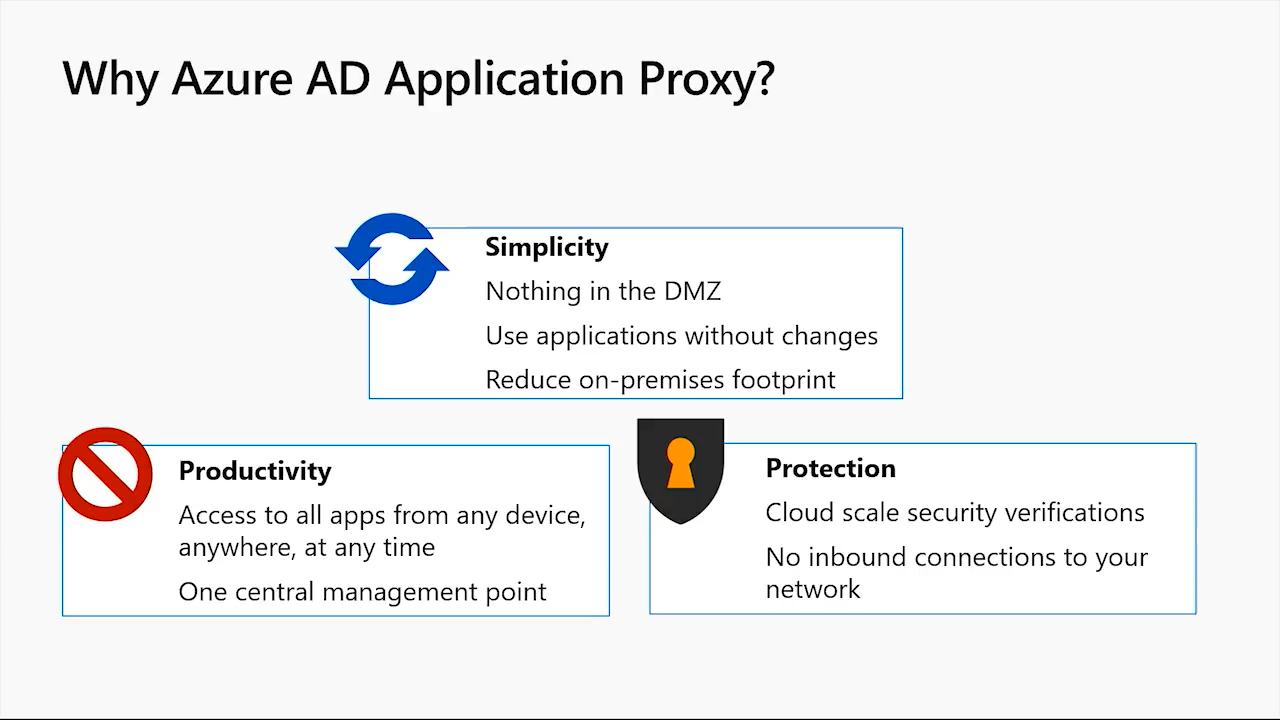 Why Azure AD Application Proxy?
Simplicity
Nothing in the DMZ
Use applications without changes
Reduce on-premises footprint
Productivity
Access to all apps from any device,
anywhere, at any time
One central management point
Protection
Cloud scale security verifications
No inbound connections to your
network